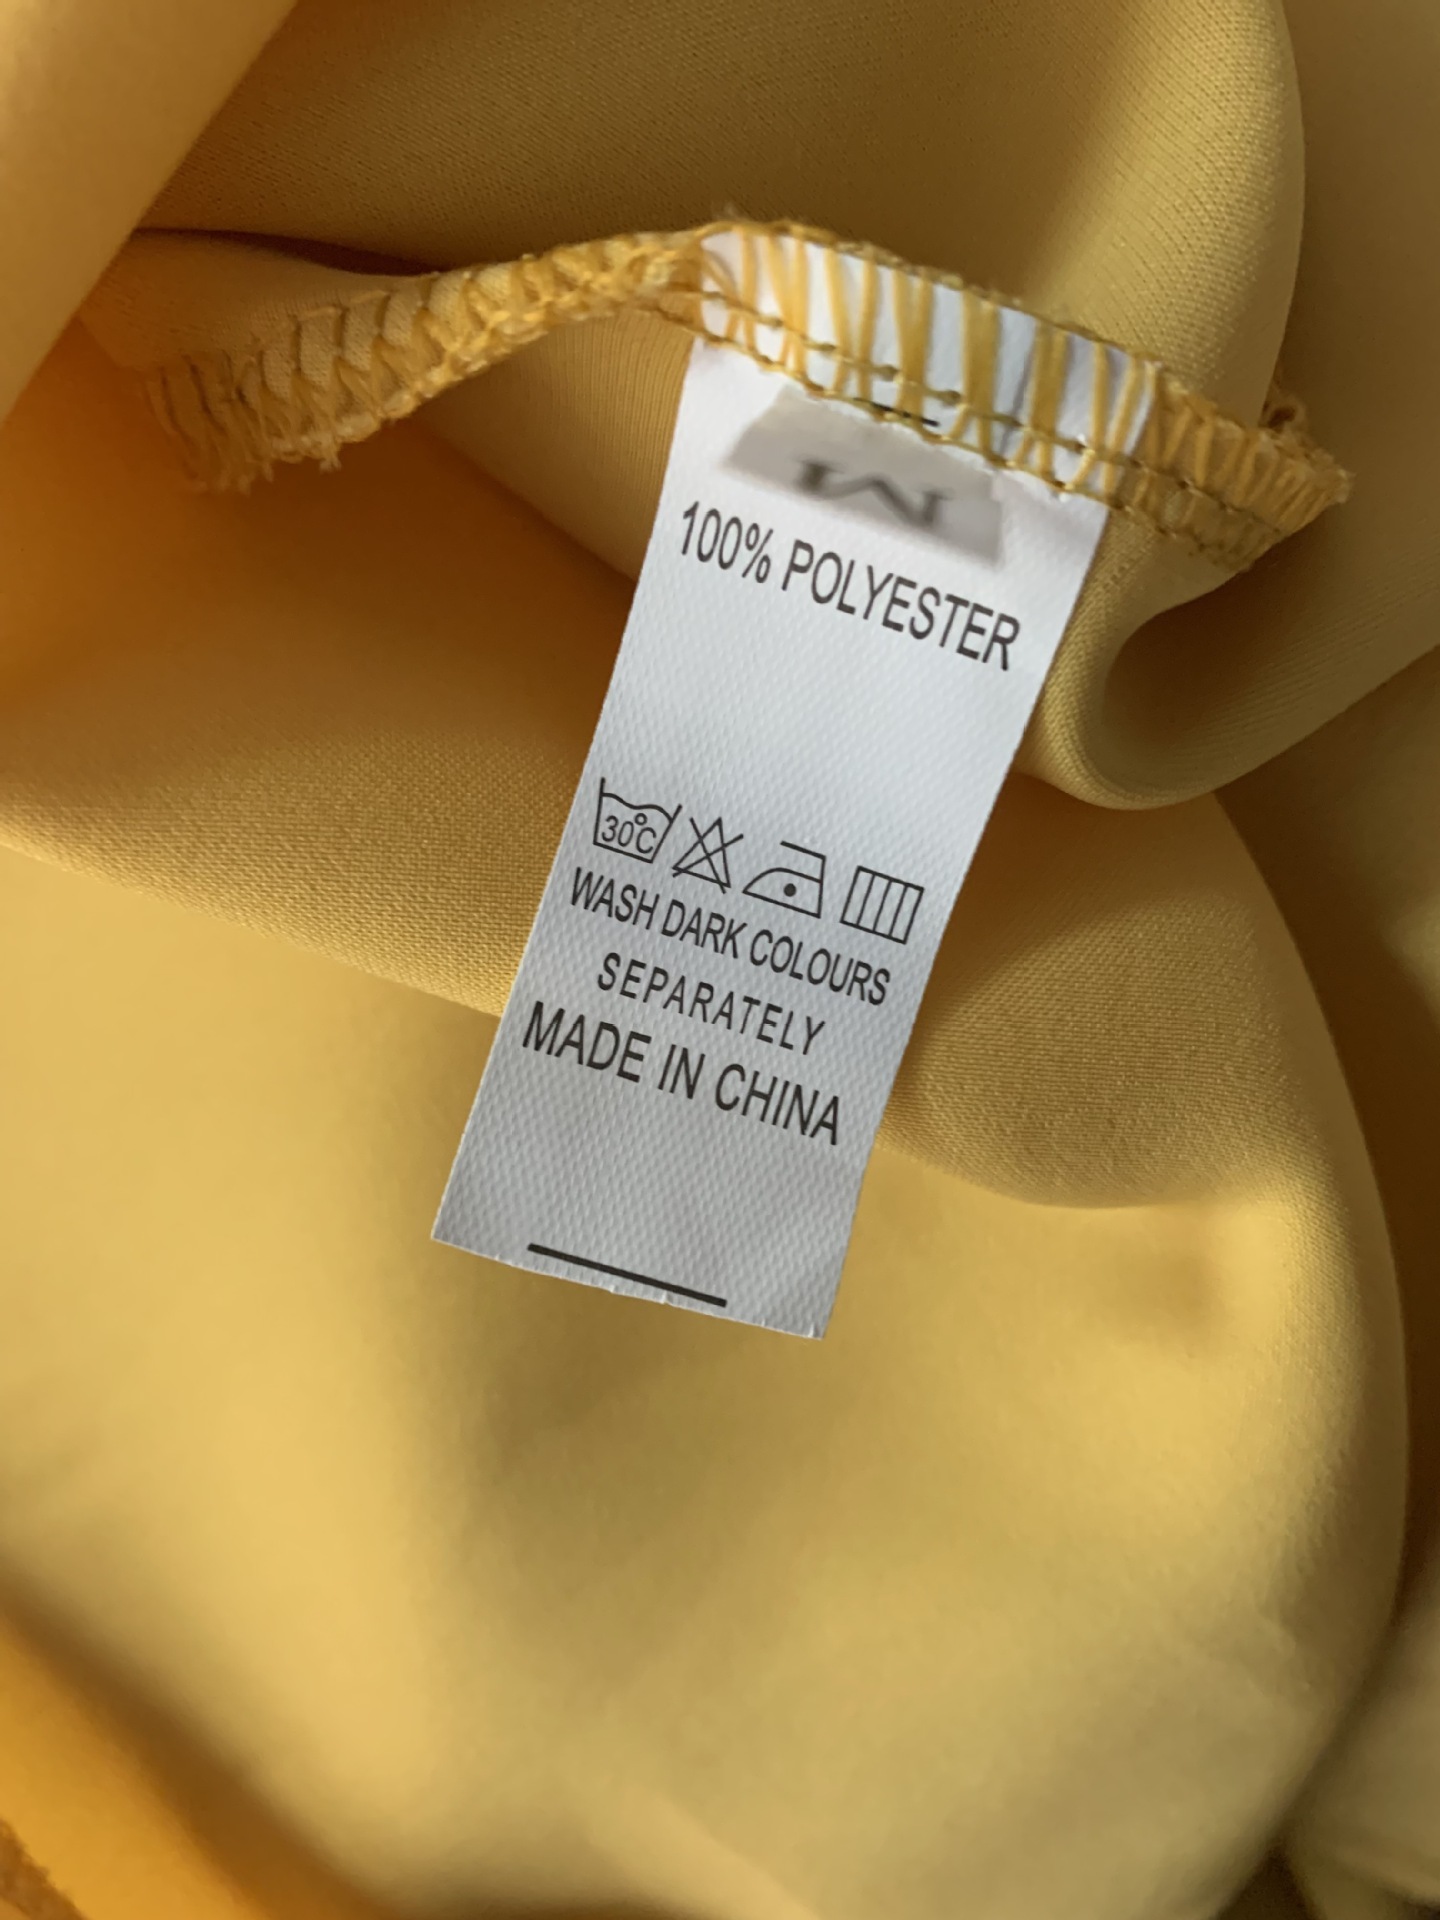 M
100% POLYESTER
30°C
WASH DARK COLOURS
SEPARATELY
MADE IN CHINA